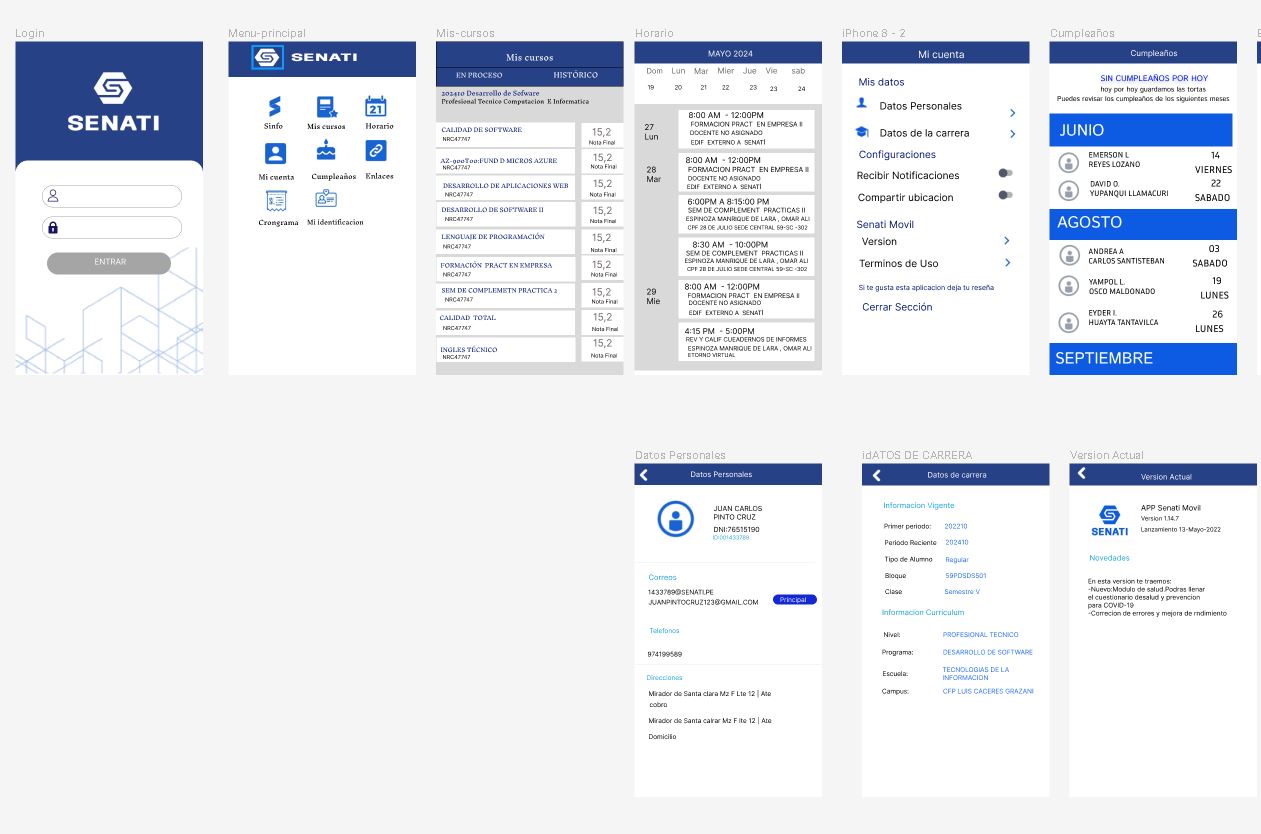 Login
SENATI
ENTRAR
Menu-principal
SENATI
Sinfo
Mis cursos
Horario
Mi cuenta
Cumpleaños
Enlaces
Crongrama
Mi identificacion
Mis-cursos
Mis cursos
EN PROCESO
HISTÓRICO
202410 Desarrollo de Sofware
Profesional Tecnico Computacion E Informatica
CALIDAD DE SOFTWARE
NRC47747
15,2
Nota Final
AZ-900T00:FUND D MICROS AZURE
NRC47747
15,2
Nota Final
DESARROLLO DE APLICACIONES WEB
NRC47747
15,2
Nota Final
DESARROLLO DE SOFTWARE II
NRC47747
15,2
Nota Final
LENGUAJE DE PROGRAMACIÓN
NRC47747
15,2
Nota Final
FORMACIÓN PRACT EN EMPRESA
NRC47747
15,2
Nota Final
SEM DE COMPLEMETN PRACTICA 2
NRC47747
15,2
Nota Final
CALIDAD TOTAL
NRC47747
15,2
Nota Final
INGLES TÉCNICO
NRC47747
15,2
Nota Final
Horario
MAYO 2024
Dom Lun Mar Mier Jue Vie sab
19 20 21 22 23 23 24
27
Lun
8:00 AM - 12:00PM
FORMACION PRACT EN EMPRESA II
DOCENTE NO ASIGNADO
EDIF EXTERNO A SENATÍ
28
Mar
8:00 AM - 12:00PM
FORMACION PRACT EN EMPRESA II
DOCENTE NO ASIGNADO
EDIF EXTERNO A SENATÍ
6:00PM A 8:15:00 PM
SEM DE COMPLEMENT PRACTICAS II
ESPINOZA MANRIQUE DE LARA , OMAR ALI
CPF 28 DE JULIO SEDE CENTRAL 59-SC -302
8:30 AM - 10:00PM
SEM DE COMPLEMENT PRACTICAS II
ESPINOZA MANRIQUE DE LARA , OMAR ALI
CPF 28 DE JULIO SEDE CENTRAL 59-SC -302
29
Mie
8:00 AM - 12:00PM
FORMACION PRACT EN EMPRESA II
DOCENTE NO ASIGNADO
EDIF EXTERNO A SENATÍ
4:15 PM - 5:00PM
REV Y CALIF CUEADERNOS DE INFORMES
ESPINOZA MANRIQUE DE LARA , OMAR ALI
ETORNO VIRTUAL
iPhone 8 - 2
Mi cuenta
Mis datos
Datos Personales
Datos de la carrera
Configuraciones
Recibir Notificaciones
Compartir ubicacion
Senati Movil
Version
Terminos de Uso
Si te gusta esta aplicacion deja tu reseña
Cerrar Sección
Cumpleaños
Cumpleaños
SIN CUMPLEAÑOS POR HOY
hoy por hoy guardamos las tortas
Puedes revisar los cumpleaños de los siguientes meses
JUNIO
EMERSON L
REYES LOZANO
14
VIERNES
DAVID O.
YUPANQUI LLAMACURI
22
SABADO
AGOSTO
ANDREA A
CARLOS SANTISTEBAN
03
SABADO
YAMPOL L.
OSCO MALDONADO
19
LUNES
EYDER I.
HUAYTA TANTAVILCA
26
LUNES
SEPTIEMBRE
Datos Personales
Datos Personales
JUAN CARLOS
PINTO CRUZ
DNI:76515190
ID:001433789
Correos
1433789@SENATI.PE
JUANPINTOCRUZ123@GMAIL.COM
Principal
Telefonos
974199589
Direcciones
Mirador de Santa clara Mz F Lte 12 | Ate
cobro
Mirador de Santa calrar Mz F lte 12 | Ate
Domicilio
idATOS DE CARRERA
Datos de carrera
Informacion Vigente
Primer periodo: 202210
Periodo Reciente 202410
Tipo de Alumno Regular
Bloque 59PDSDS501
Clase Semestre V
Informacion Curriculum
Nivel: PROFESIONAL TECNICO
Programa: DESARROLLO DE SOFTWARE
Escuela: TECNOLOGIAS DE LA
INFORMACION
Campus: CFP LUIS CACERES GRAZANI
Version Actual
Version Actual
SENATI
APP Senati Movil
Version 1.14.7
Lanzamiento 13-Mayo-2022
Novedades
En esta version te traemos:
-Nuevo:Modulo de salud.Podras llenar
el cuestionario desalud y prevencion
para COVID-19
-Correcion de errores y mejora de rndimiento